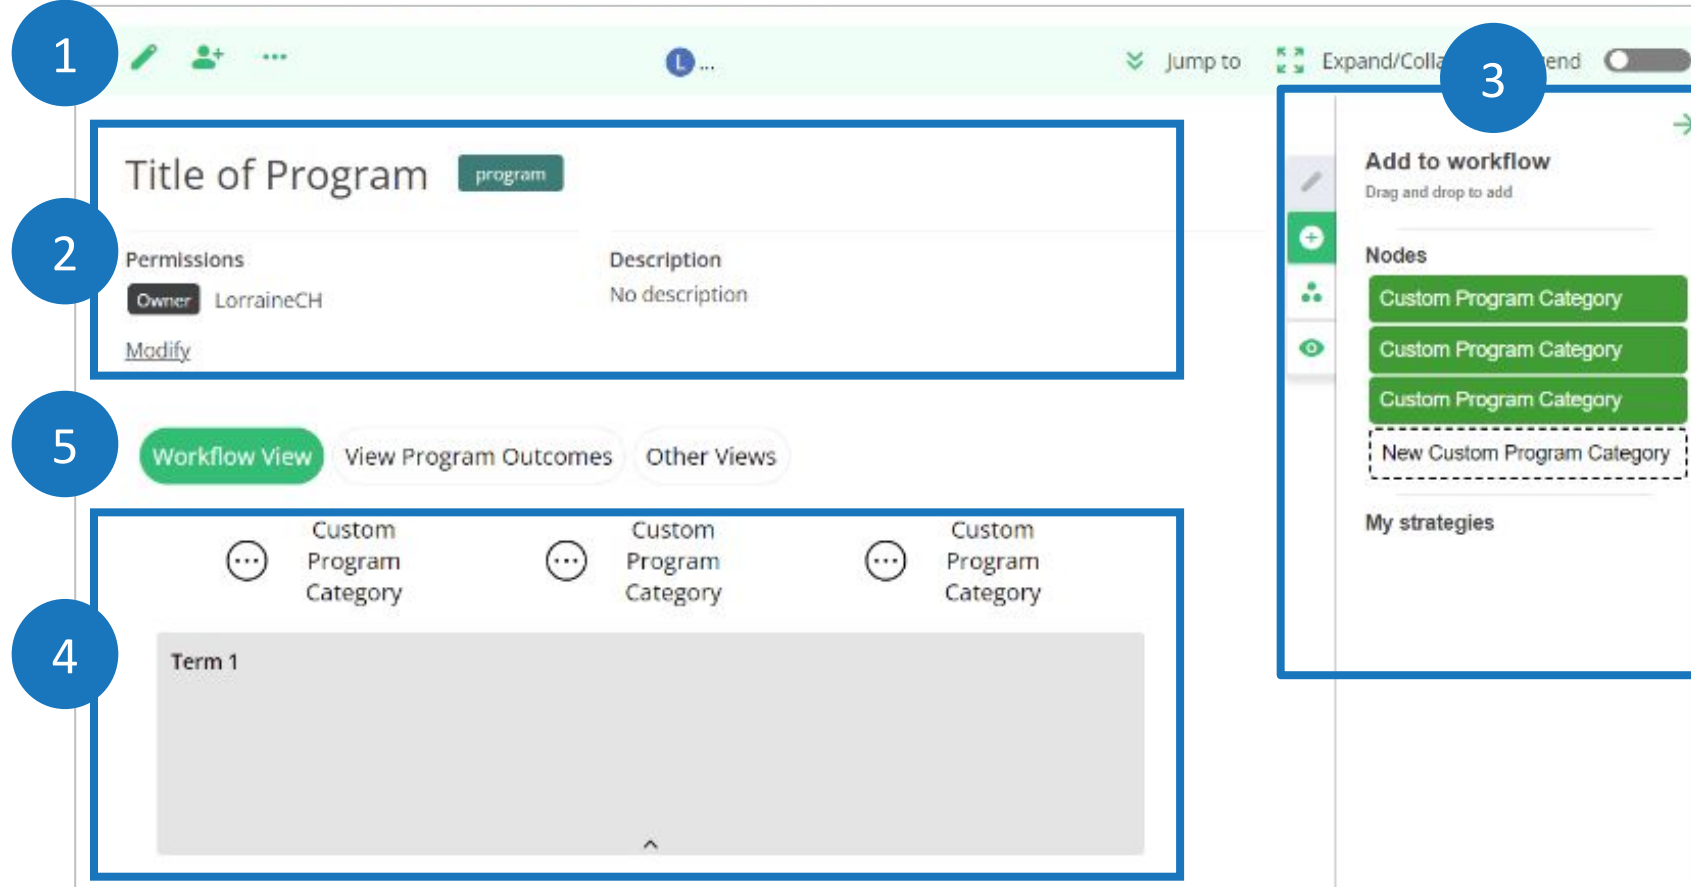 1
L ...
Jump to
Expand/Colla
end
3
Title of Program
program
2
Permissions
Description
Owner LorraineCH
No description
Modify
5
Workflow View
View Program Outcomes
Other Views
4
Custom
Program
Category
Custom
Program
Category
Custom
Program
Category
Term 1
Add to workflow
Drag and drop to add
Nodes
Custom Program Category
Custom Program Category
Custom Program Category
New Custom Program Category
My strategies